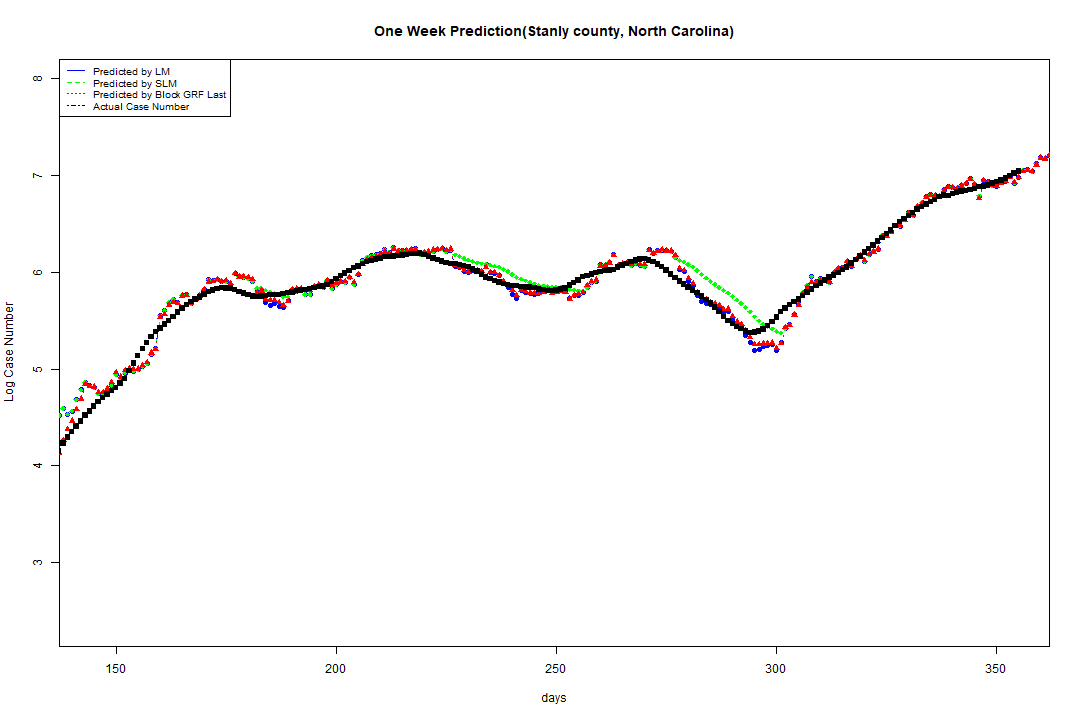 One Week Prediction(Stanly county, North Carolina)
Predicted by LM
Predicted by SLM
Predicted by Block GRF Last
Actual Case Number
8
7
6
5
4
3
Log Case Number
150 200 250 300 350
days